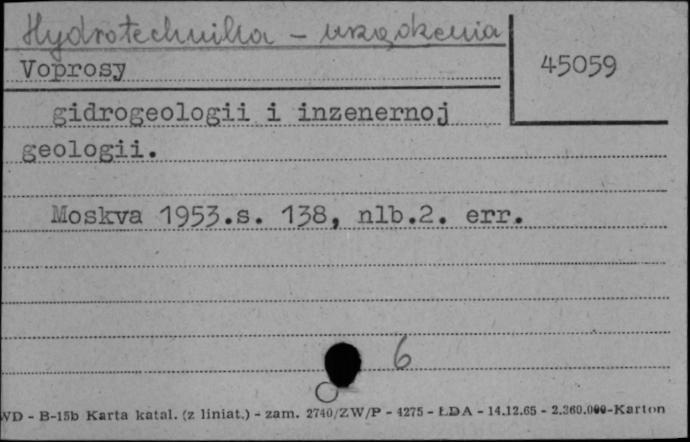 Hydrotechnika - urządzenia
Voprosy
45059
gidrogeologii i inzenernoj
geologii.
Moskva 1953.s. 138, nlb.2. err.
6
WD - B-15b Karta katal. (z liniat.) - zam. 2740/ZW/P - 4275 - ŁDA - 14.12.65 - 2.360.000-Karton